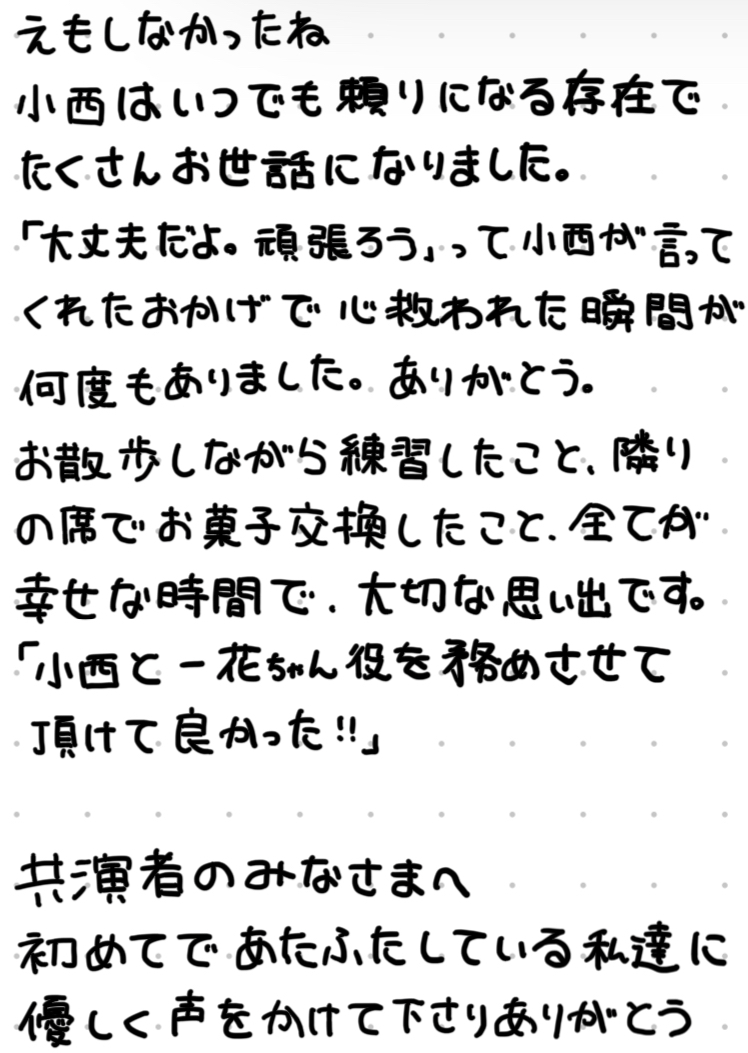 えもしなかったね
小西はいつでも頼りになる存在で
たくさんお世話になりました。
「大丈夫だよ。頑張ろう」って小西が言って
くれたおかげで心救われた瞬間が
何度もありました。ありがとう。
お散歩しながら練習したこと、隣り
の席でお菓子交換したこと、全てが
幸せな時間で、大切な思い出です。
「小西と一花ちゃん役を務めさせて
頂けて良かった!!」
共演者のみなさまへ
初めてであたふたしている私達に
優しく声をかけて下さりありがとう